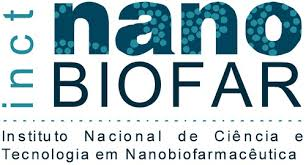 inct
nano
BIOFAR
Instituto Nacional de Ciência e
Tecnologia em Nanobiofarmacêutica